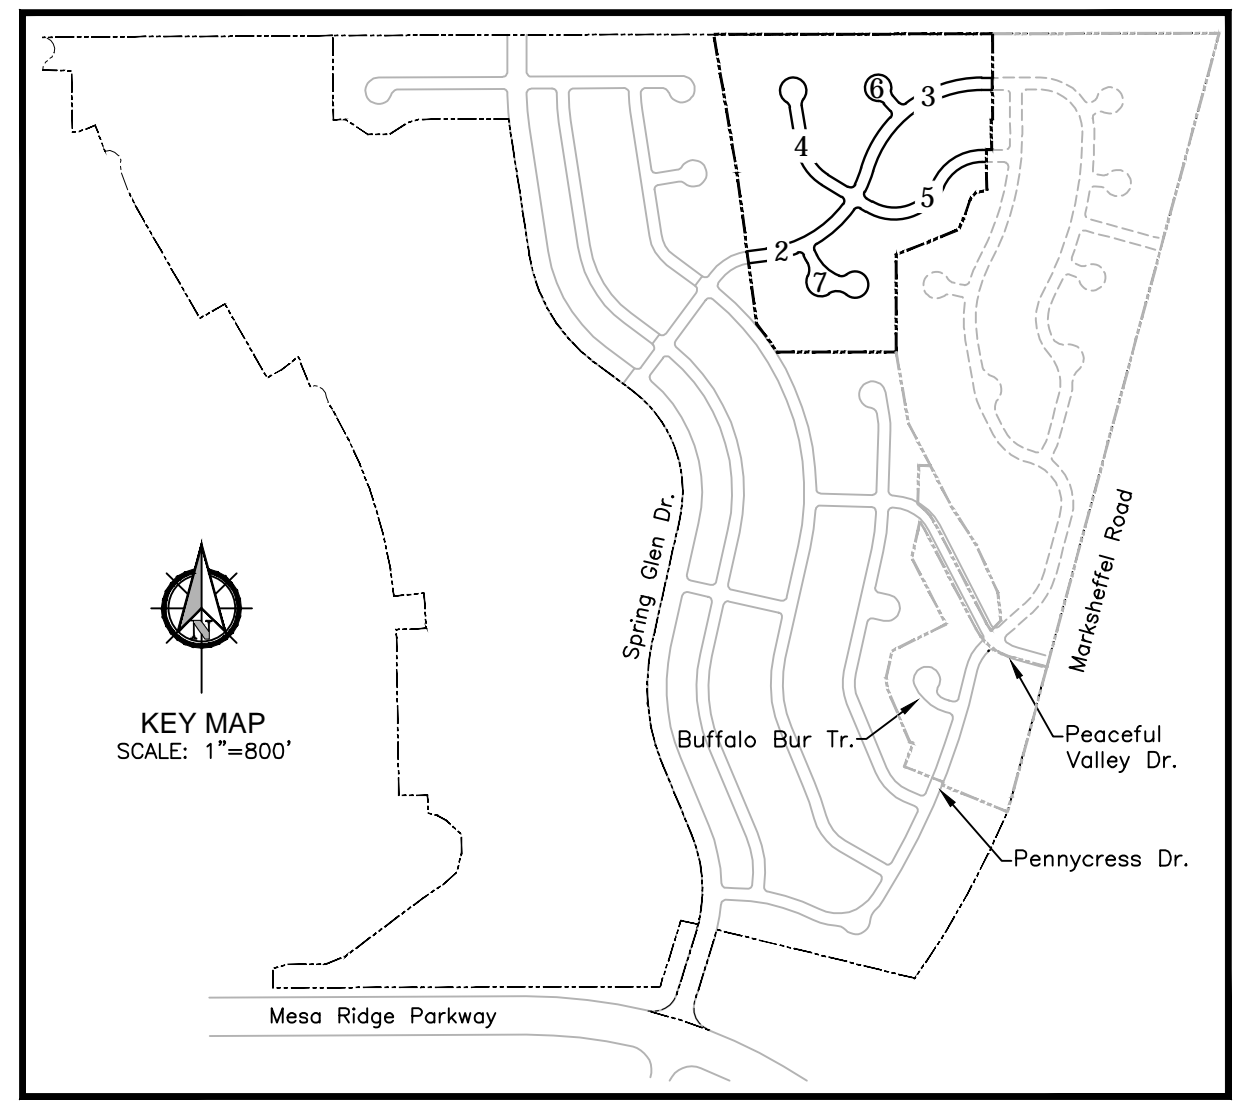 6
3
4
5
2
7
Spring Glen Dr.
Marksheffel Road
N
KEY MAP
SCALE: 1"=800'
Buffalo Bur Tr.
Peaceful
Valley Dr.
Pennycress Dr.
Mesa Ridge Parkway